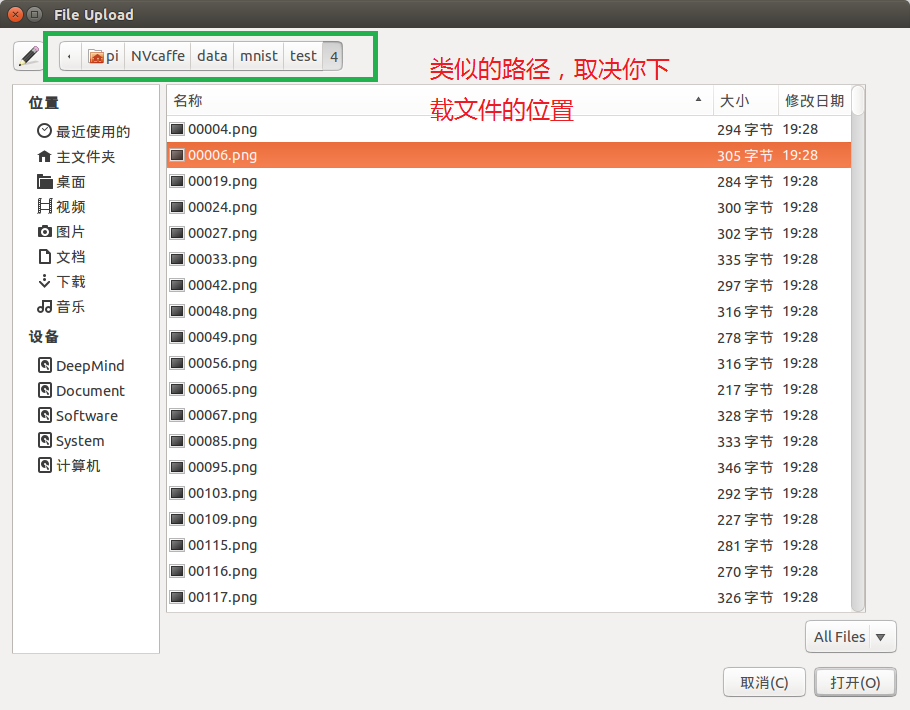 File Upload
pi NVcaffe data mnist test 4
类似的路径，取决你下
载文件的位置
位置
最近使用的
主文件夹
桌面
视频
图片
文档
下载
音乐
设备
DeepMind
Document
Software
System
计算机
名称 大小 修改日期
00004.png 294 字节 19:28
00006.png 305 字节 19:28
00019.png 284 字节 19:28
00024.png 300 字节 19:28
00027.png 302 字节 19:28
00033.png 335 字节 19:28
00042.png 297 字节 19:28
00048.png 316 字节 19:28
00049.png 278 字节 19:28
00056.png 316 字节 19:28
00065.png 217 字节 19:28
00067.png 328 字节 19:28
00085.png 333 字节 19:28
00095.png 346 字节 19:28
00103.png 292 字节 19:28
00109.png 227 字节 19:28
00115.png 281 字节 19:28
00116.png 270 字节 19:28
00117.png 326 字节 19:28
All Files
取消(C) 打开(O)